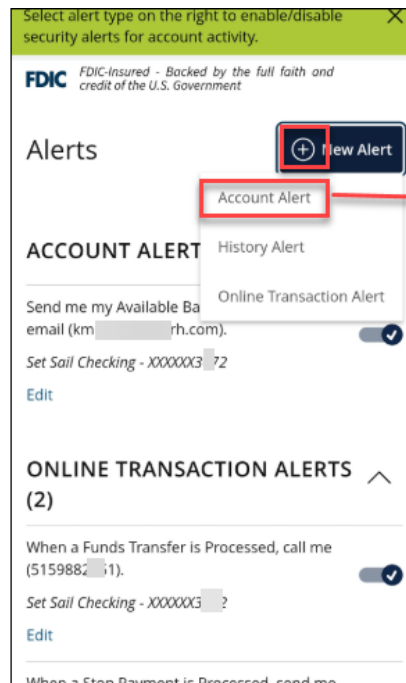 Select alert type on the right to enable/disable
security alerts for account activity.
FDIC FDIC-Insured - Backed by the full faith and
credit of the U.S. Government
Alerts
New Alert
Account Alert
History Alert
Online Transaction Alert
ACCOUNT ALERT
Send me my Available Ba
email (km rh.com).
Set Sail Checking - XXXXXX3 72
Edit
ONLINE TRANSACTION ALERTS
(2)
When a Funds Transfer is Processed, call me
(515988 51).
Set Sail Checking - XXXXXX3
Edit
When a Stop Payment is Processed, send me